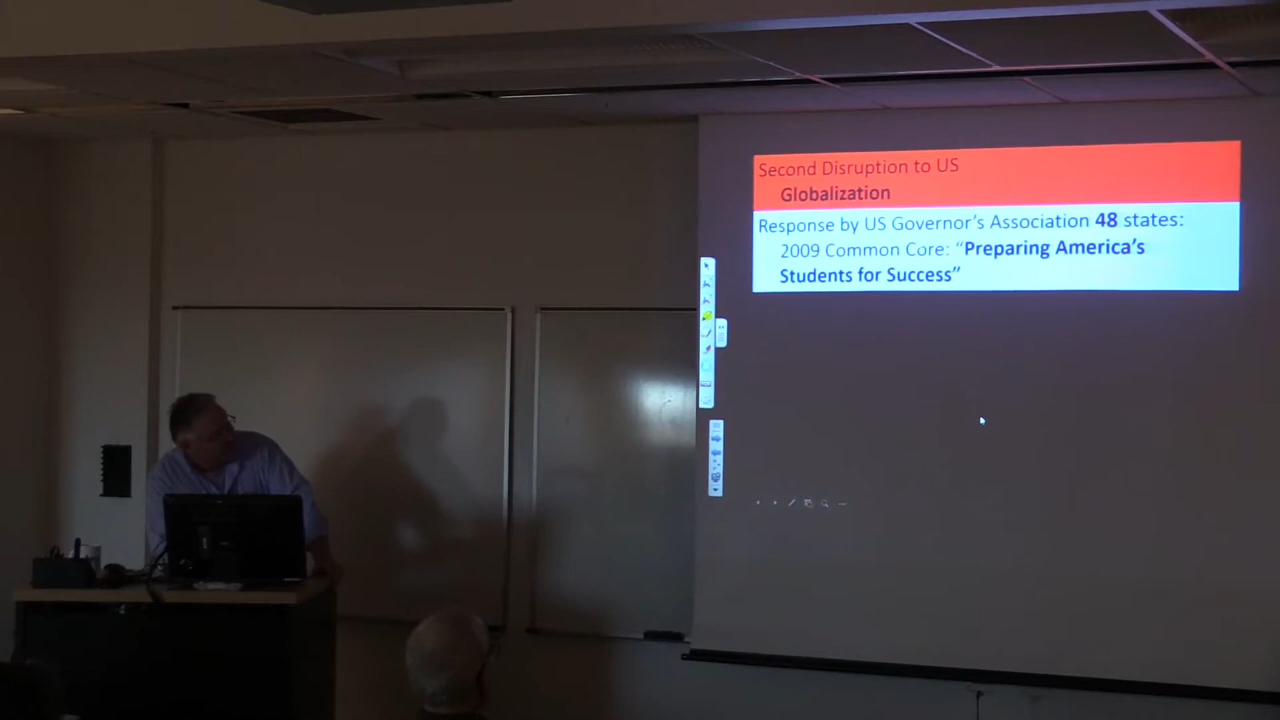 Second Disruption to US
Globalization
Response by US Governor's Association 48 states:
2009 Common Core: “Preparing America's
Students for Success”